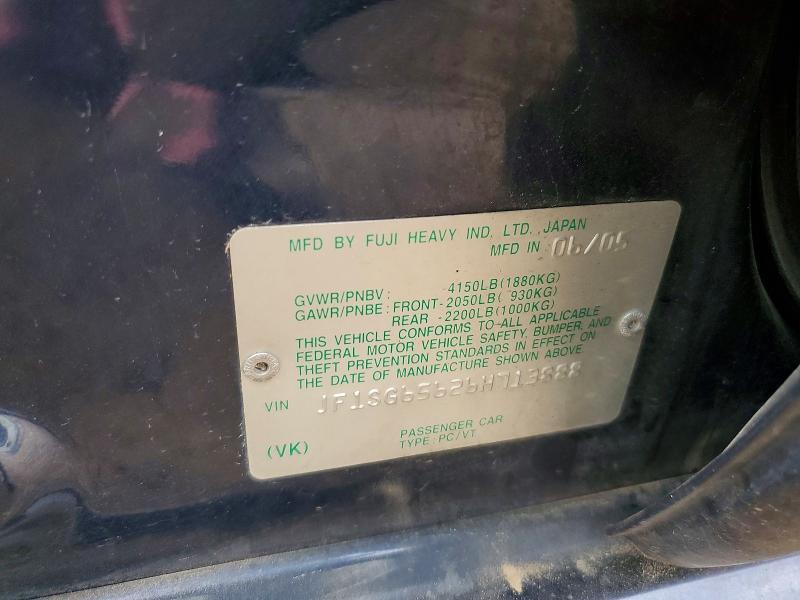 MFD BY FUJI HEAVY IND. LTD., JAPAN
MFD IN 06/05
GVWR/PNBV: 4150LB(1880KG)
GAWR/PNBE: FRONT-2050LB( 930KG)
REAR -2200LB(1000KG)
THIS VEHICLE CONFORMS TO ALL APPLICABLE
FEDERAL MOTOR VEHICLE SAFETY, BUMPER, AND
THEFT PREVENTION STANDARDS IN EFFECT ON
THE DATE OF MANUFACTURE SHOWN ABOVE.
VIN JF1SG65626H713888
PASSENGER CAR
(VK) TYPE: PC/VT